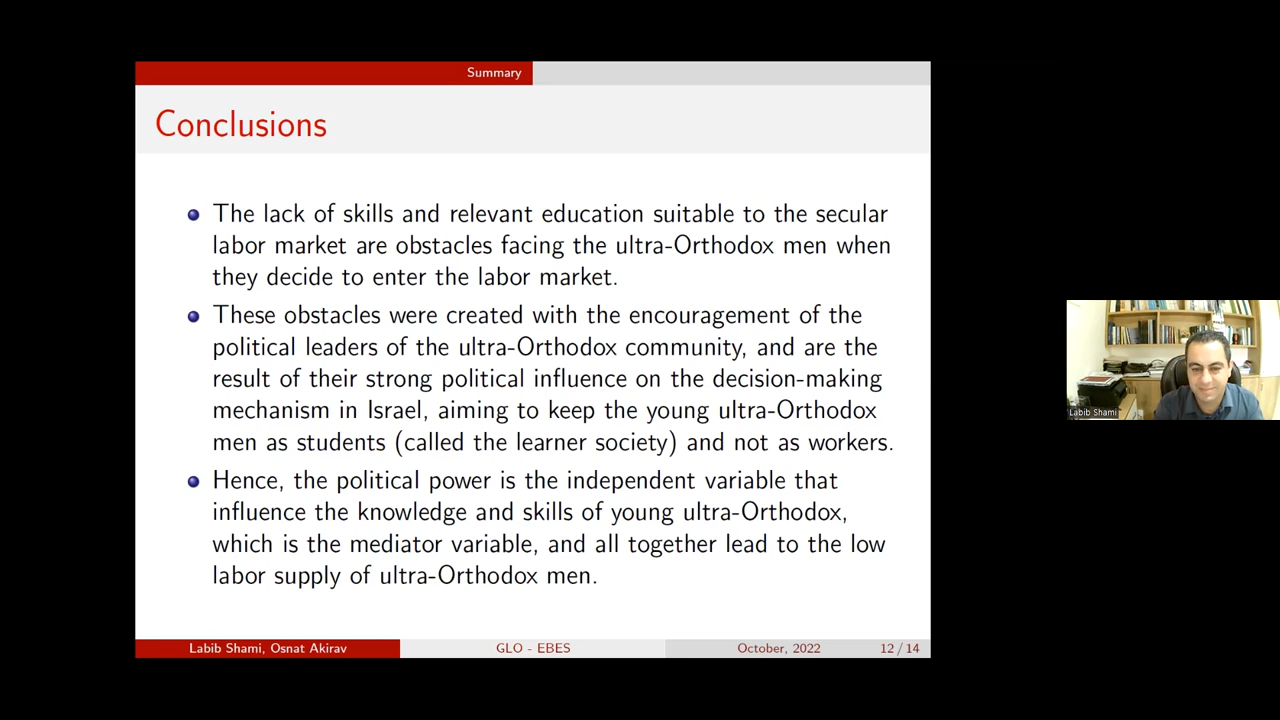 Summary
Conclusions
The lack of skills and relevant education suitable to the secular
labor market are obstacles facing the ultra-Orthodox men when
they decide to enter the labor market.
These obstacles were created with the encouragement of the
political leaders of the ultra-Orthodox community, and are the
result of their strong political influence on the decision-making
mechanism in Israel, aiming to keep the young ultra-Orthodox
men as students (called the learner society) and not as workers.
Hence, the political power is the independent variable that
influence the knowledge and skills of young ultra-Orthodox,
which is the mediator variable, and all together lead to the low
labor supply of ultra-Orthodox men.
Labib Shami, Osnat Akirav
GLO - EBES
October, 2022
12 / 14
Labib Shami